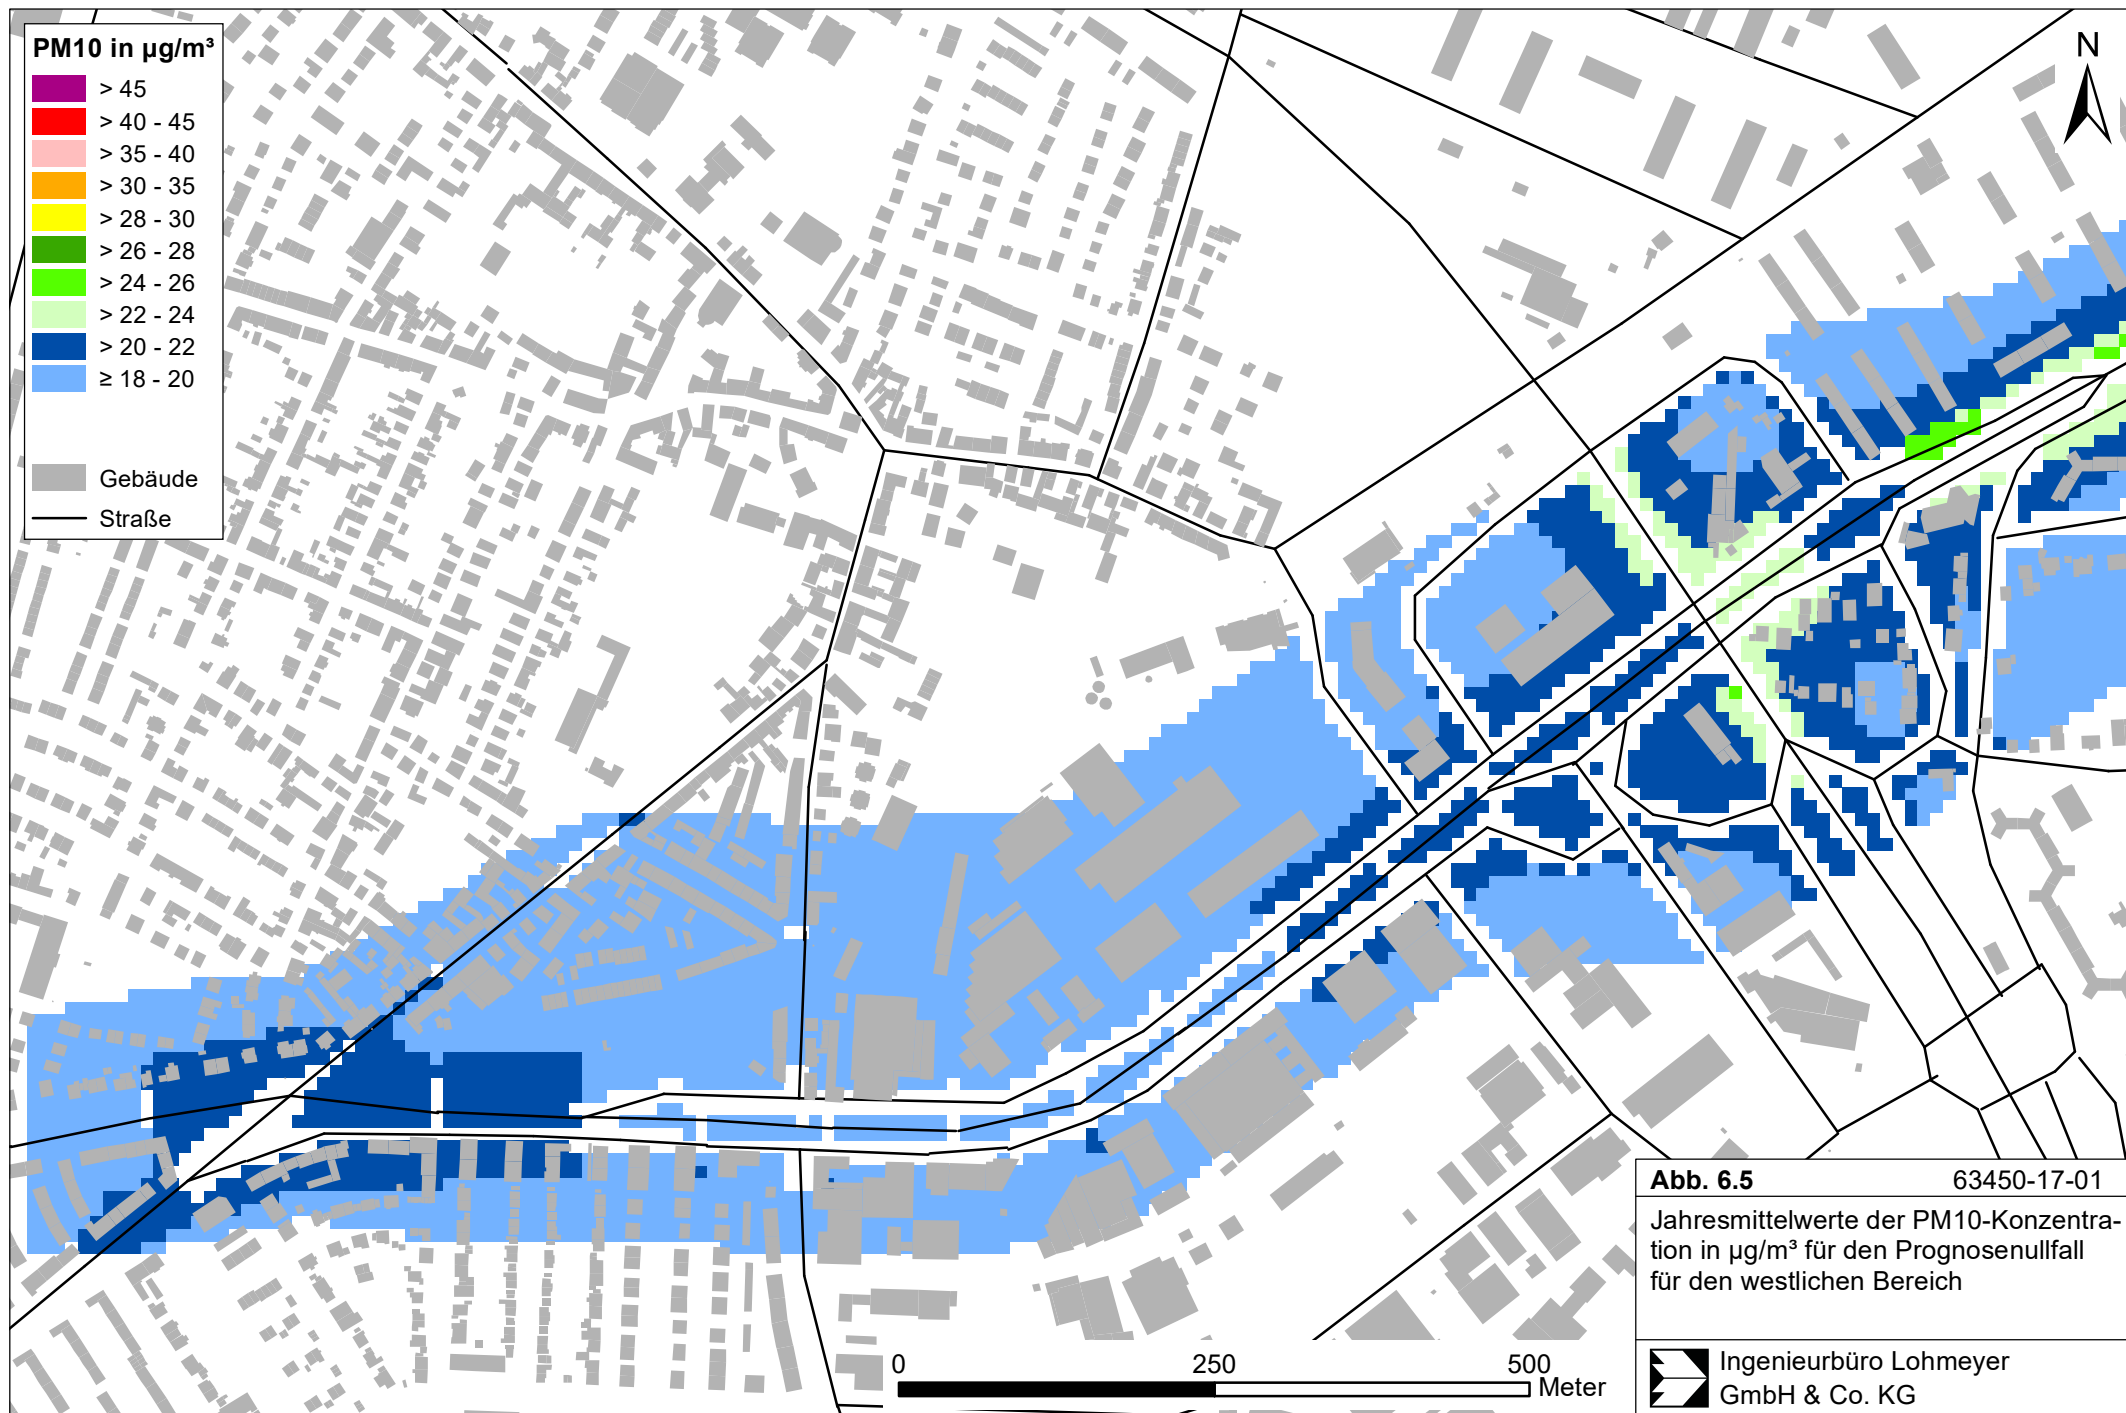 PM10 in µg/m³
> 45
> 40 - 45
> 35 - 40
> 30 - 35
> 28 - 30
> 26 - 28
> 24 - 26
> 22 - 24
> 20 - 22
≥ 18 - 20
Gebäude
Straße
N
0 250 500
Meter
Abb. 6.5 63450-17-01
Jahresmittelwerte der PM10-Konzentra-
tion in µg/m³ für den Prognosenullfall
für den westlichen Bereich
Ingenieurbüro Lohmeyer
GmbH & Co. KG